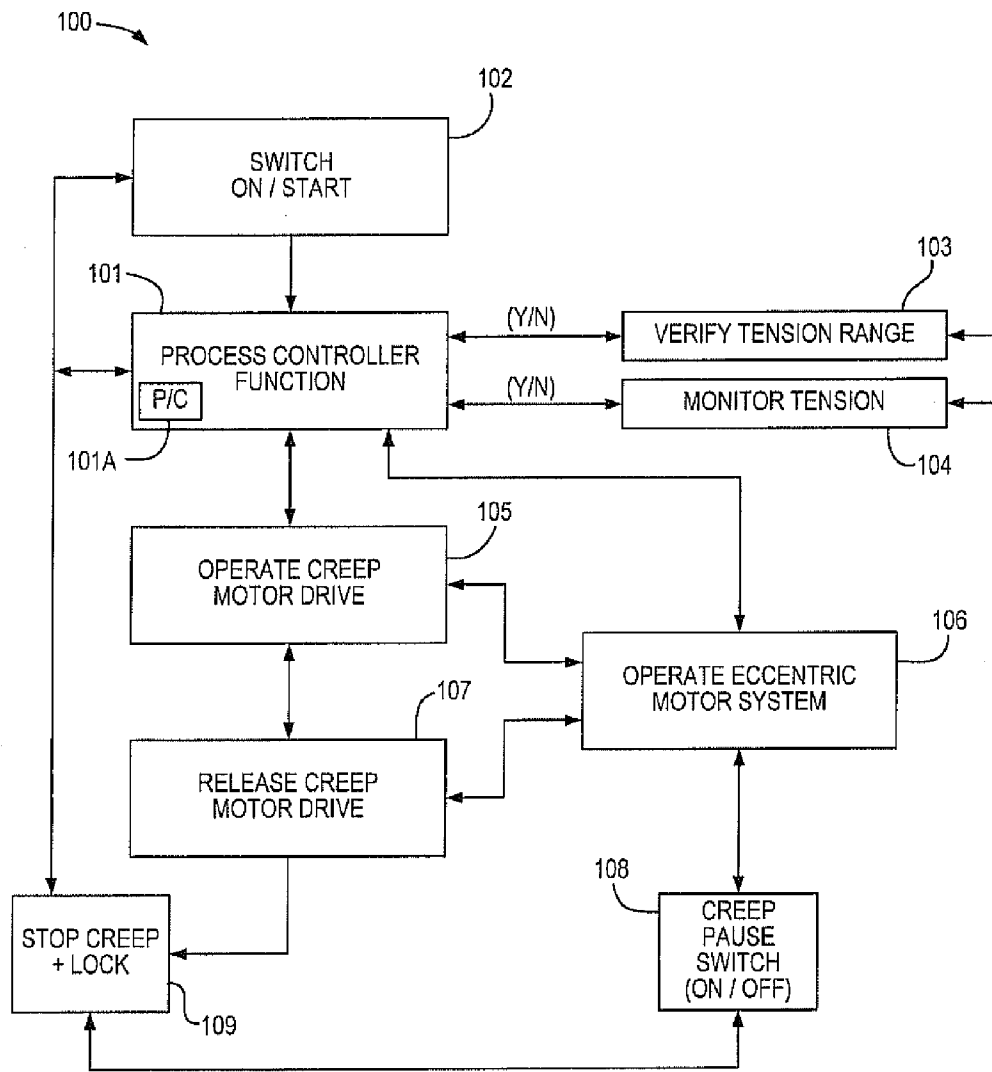 100
102
SWITCH
ON / START
101
PROCESS CONTROLLER
FUNCTION
P/C
101A
(Y/N)
103
VERIFY TENSION RANGE
(Y/N)
MONITOR TENSION
104
105
OPERATE CREEP
MOTOR DRIVE
106
OPERATE ECCENTRIC
MOTOR SYSTEM
107
RELEASE CREEP
MOTOR DRIVE
108
CREEP
PAUSE
SWITCH
(ON / OFF)
STOP CREEP
+ LOCK
109